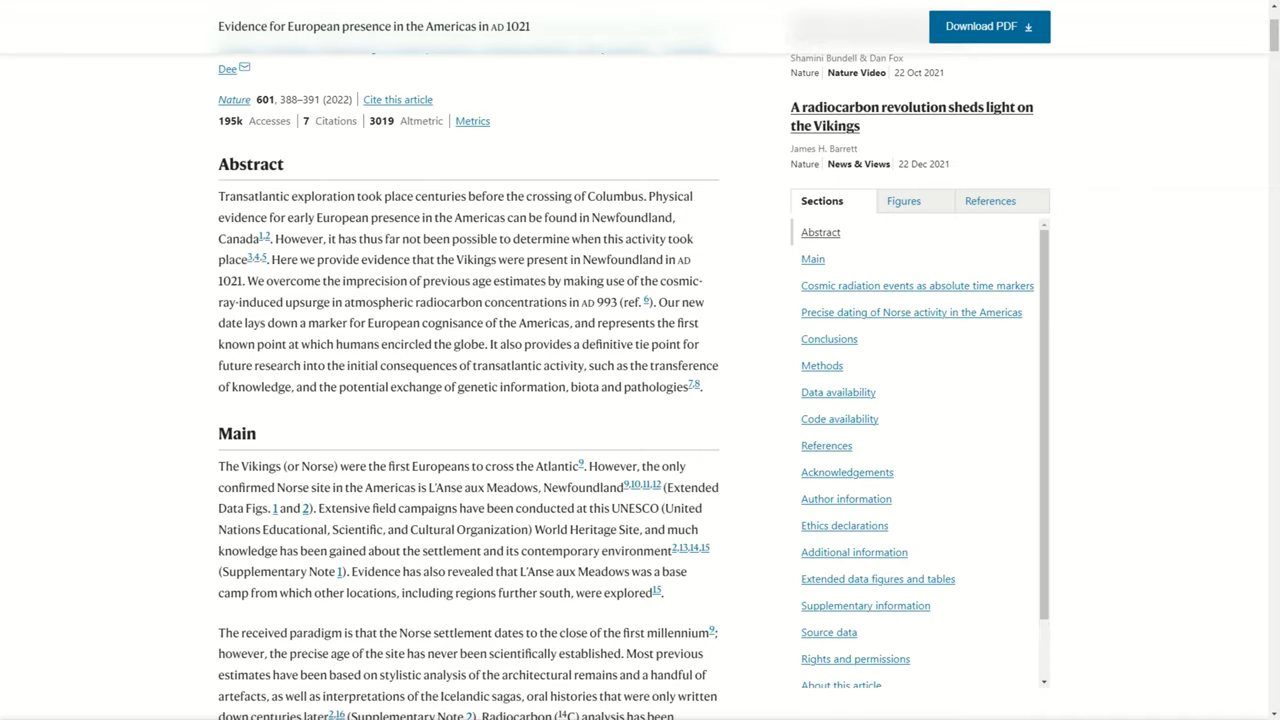 Evidence for European presence in the Americas in AD 1021
Download PDF
Dee
Nature 601, 388–391 (2022) | Cite this article
195k Accesses | 7 Citations | 3019 Altmetric | Metrics
Abstract
Transatlantic exploration took place centuries before the crossing of Columbus. Physical
evidence for early European presence in the Americas can be found in Newfoundland,
Canada1,2. However, it has thus far not been possible to determine when this activity took
place3,4,5. Here we provide evidence that the Vikings were present in Newfoundland in AD
1021. We overcome the imprecision of previous age estimates by making use of the cosmic-
ray-induced upsurge in atmospheric radiocarbon concentrations in AD 993 (ref. 6). Our new
date lays down a marker for European cognisance of the Americas, and represents the first
known point at which humans encircled the globe. It also provides a definitive tie point for
future research into the initial consequences of transatlantic activity, such as the transference
of knowledge, and the potential exchange of genetic information, biota and pathologies7,8.
Main
The Vikings (or Norse) were the first Europeans to cross the Atlantic9. However, the only
confirmed Norse site in the Americas is L’Anse aux Meadows, Newfoundland9,10,11,12 (Extended
Data Figs. 1 and 2). Extensive field campaigns have been conducted at this UNESCO (United
Nations Educational, Scientific, and Cultural Organization) World Heritage Site, and much
knowledge has been gained about the settlement and its contemporary environment2,13,14,15
(Supplementary Note 1). Evidence has also revealed that L’Anse aux Meadows was a base
camp from which other locations, including regions further south, were explored15.
The received paradigm is that the Norse settlement dates to the close of the first millennium9;
however, the precise age of the site has never been scientifically established. Most previous
estimates have been based on stylistic analysis of the architectural remains and a handful of
artefacts, as well as interpretations of the Icelandic sagas, oral histories that were only written
down centuries later2,16 (Supplementary Note 2). Radiocarbon (14C) analysis has been
Shamini Bundell & Dan Fox
Nature | Nature Video | 22 Oct 2021
A radiocarbon revolution sheds light on
the Vikings
James H. Barrett
Nature | News & Views | 22 Dec 2021
Sections
Figures
References
Abstract
Main
Cosmic radiation events as absolute time markers
Precise dating of Norse activity in the Americas
Conclusions
Methods
Data availability
Code availability
References
Acknowledgements
Author information
Ethics declarations
Additional information
Extended data figures and tables
Supplementary information
Source data
Rights and permissions
About this article